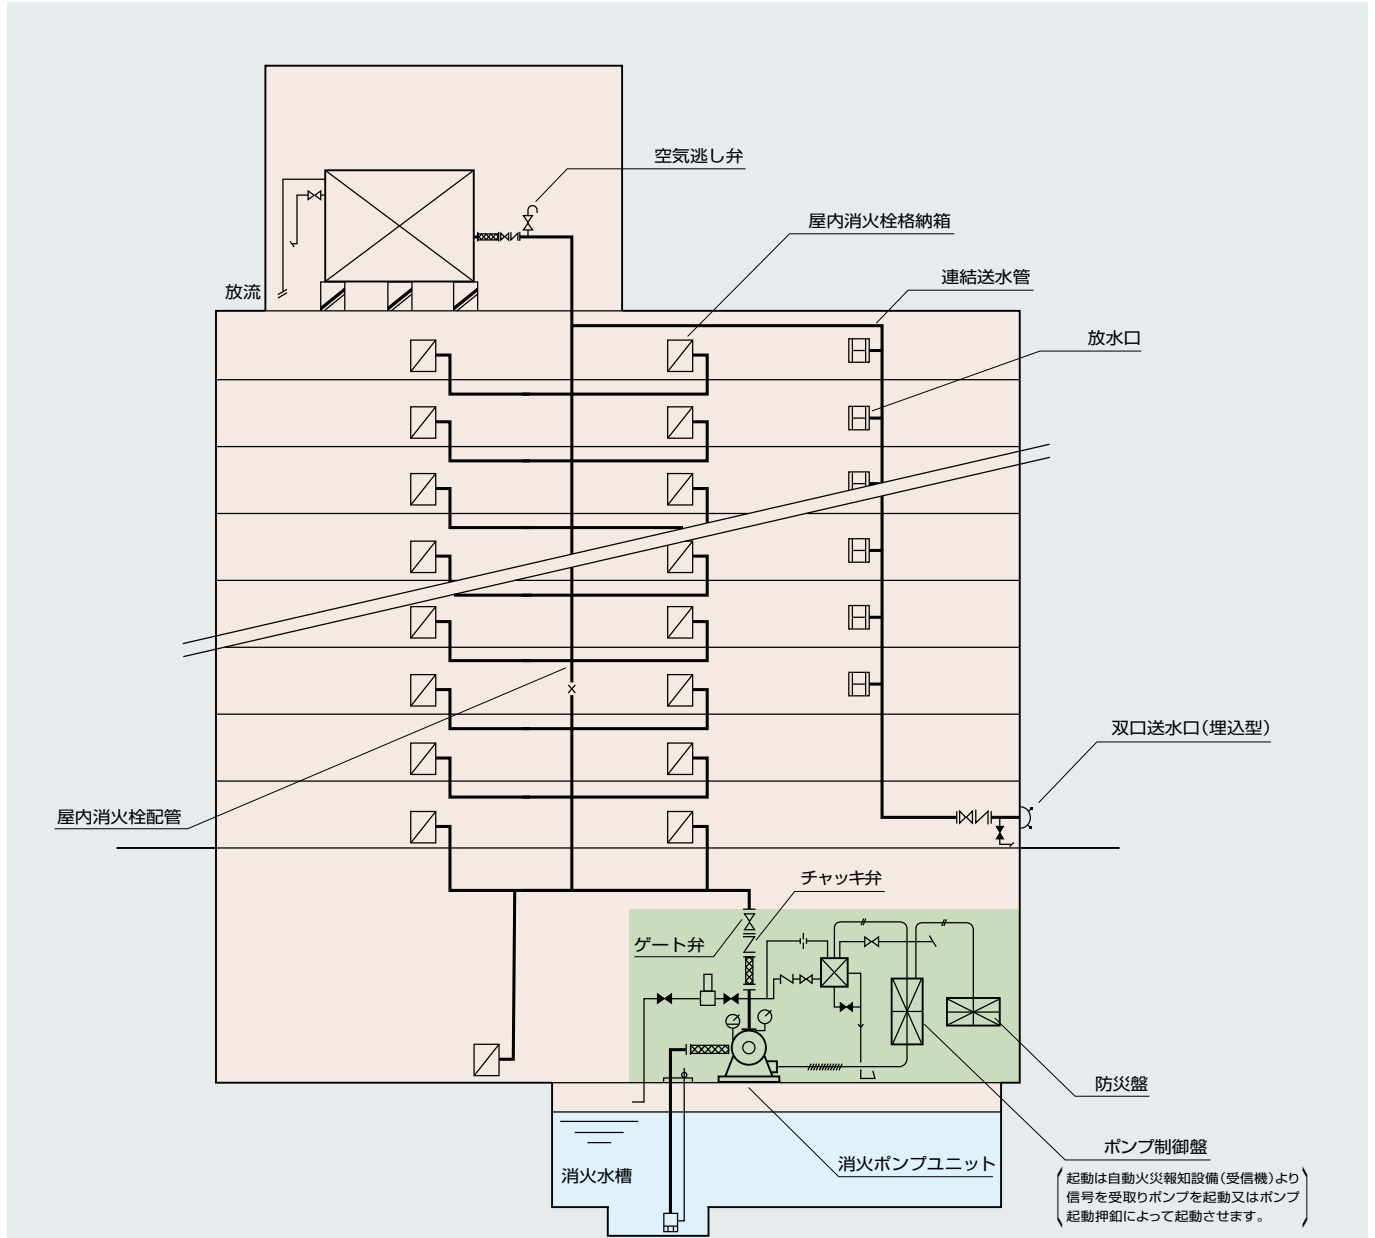 空気逃し弁
屋内消火栓格納箱
連結送水管
放流
放水口
双口送水口(埋込型)
屋内消火栓配管
チャッキ弁
ゲート弁
防災盤
ポンプ制御盤
消火ポンプユニット
消火水槽
起動は自動火災報知設備(受信機)より
信号を受取りポンプを起動又はポンプ
起動押釦によって起動させます。